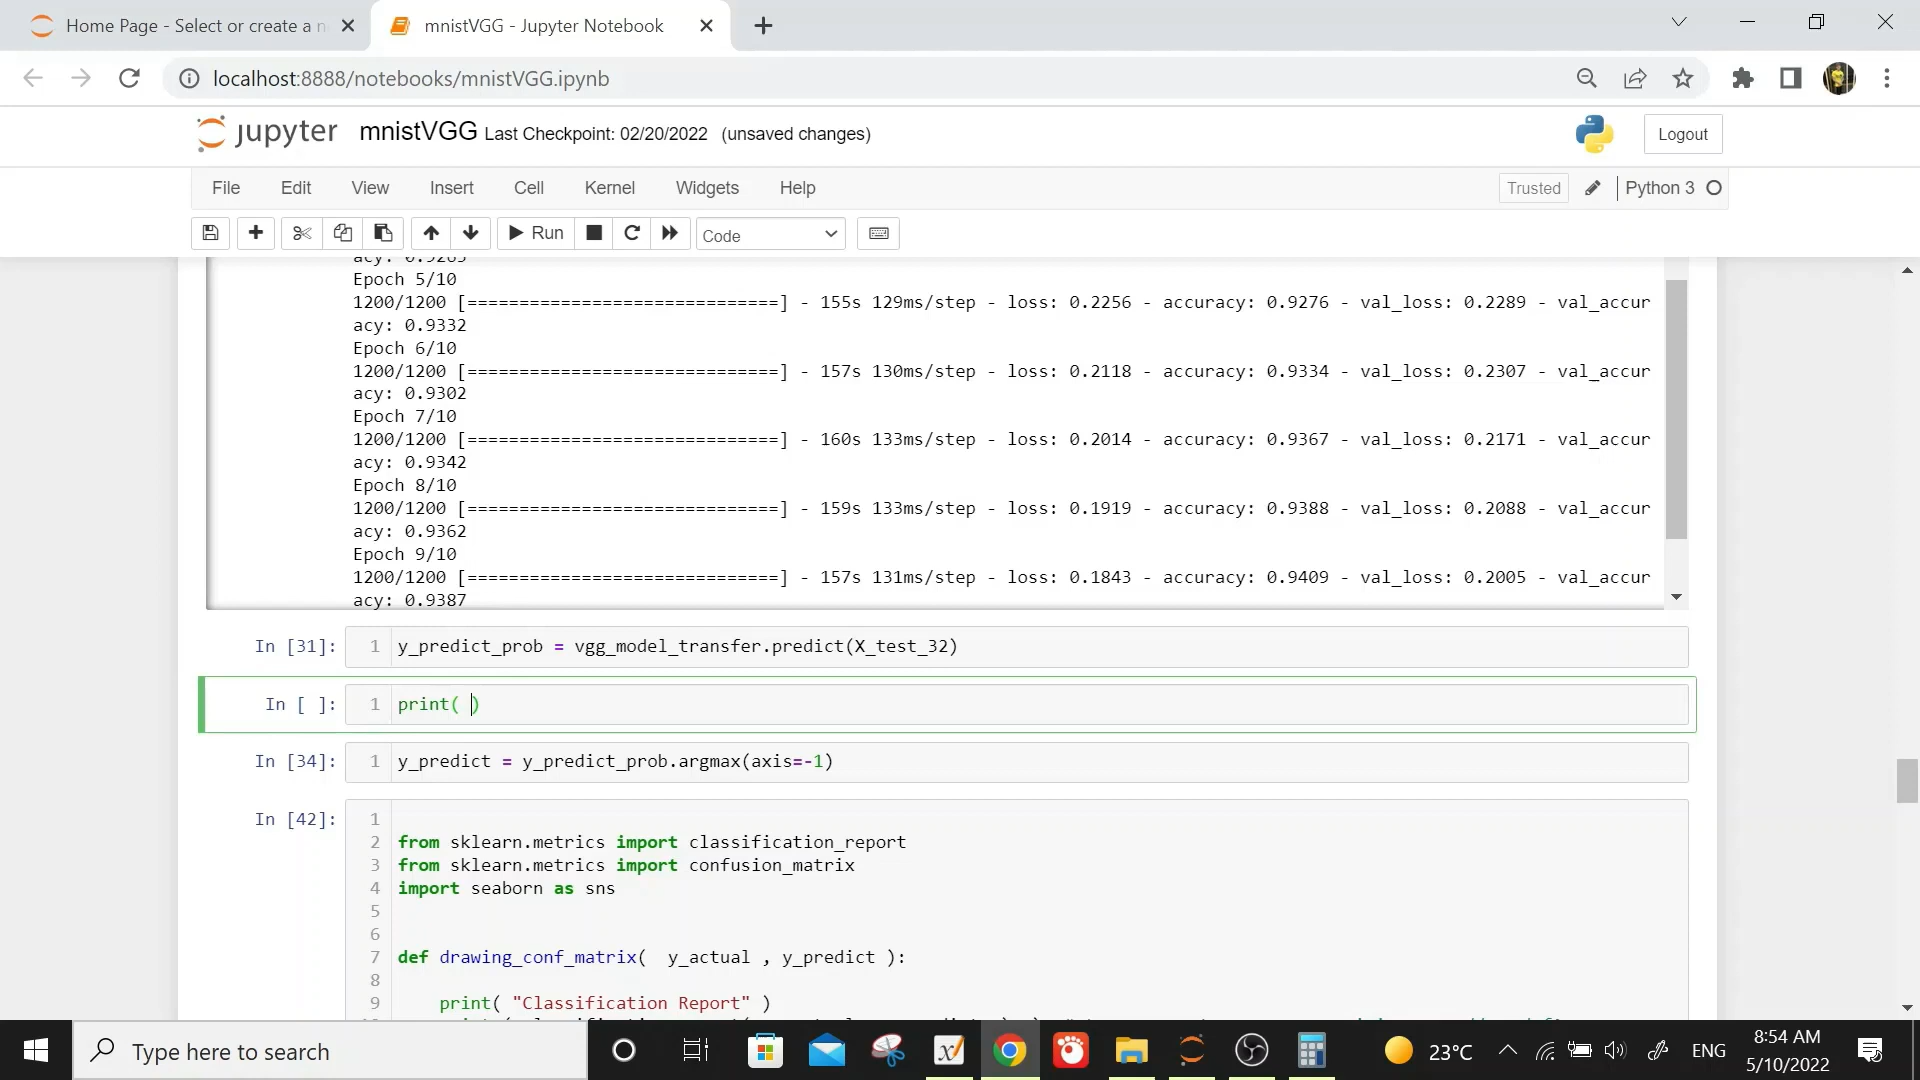 Home Page - Select or create a n
mnistVGG - Jupyter Notebook
localhost:8888/notebooks/mnistVGG.ipynb
jupyter mnistVGG Last Checkpoint: 02/20/2022 (unsaved changes)
Logout
File Edit View Insert Cell Kernel Widgets Help
Trusted
Python 3
Run
Code
acy: 0.9265
Epoch 5/10
1200/1200 [==============================] - 155s 129ms/step - loss: 0.2256 - accuracy: 0.9276 - val_loss: 0.2289 - val_accur
acy: 0.9332
Epoch 6/10
1200/1200 [==============================] - 157s 130ms/step - loss: 0.2118 - accuracy: 0.9334 - val_loss: 0.2307 - val_accur
acy: 0.9302
Epoch 7/10
1200/1200 [==============================] - 160s 133ms/step - loss: 0.2014 - accuracy: 0.9367 - val_loss: 0.2171 - val_accur
acy: 0.9342
Epoch 8/10
1200/1200 [==============================] - 159s 133ms/step - loss: 0.1919 - accuracy: 0.9388 - val_loss: 0.2088 - val_accur
acy: 0.9362
Epoch 9/10
1200/1200 [==============================] - 157s 131ms/step - loss: 0.1843 - accuracy: 0.9409 - val_loss: 0.2005 - val_accur
acy: 0.9387
In [31]: 1 y_predict_prob = vgg_model_transfer.predict(X_test_32)
In [ ]: 1 print( )
In [34]: 1 y_predict = y_predict_prob.argmax(axis=-1)
In [42]: 1
2 from sklearn.metrics import classification_report
3 from sklearn.metrics import confusion_matrix
4 import seaborn as sns
5
6
7 def drawing_conf_matrix(  y_actual , y_predict ):
8
9 print( "Classification Report" )
Type here to search
23°C
ENG
8:54 AM
5/10/2022